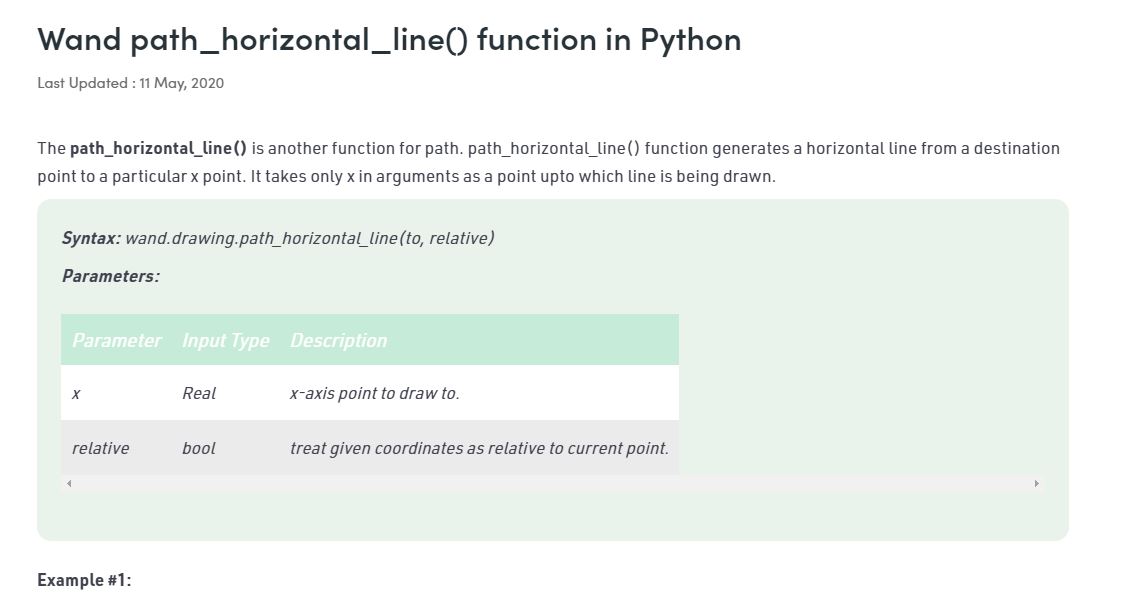 Wand path_horizontal_line() function in Python
Last Updated : 11 May, 2020
The path_horizontal_line() is another function for path. path_horizontal_line() function generates a horizontal line from a destination
point to a particular x point. It takes only x in arguments as a point upto which line is being drawn.
Syntax: wand.drawing.path_horizontal_line(to, relative)
Parameters:
Parameter Input Type Description
x Real x-axis point to draw to.
relative bool treat given coordinates as relative to current point.
Example #1: